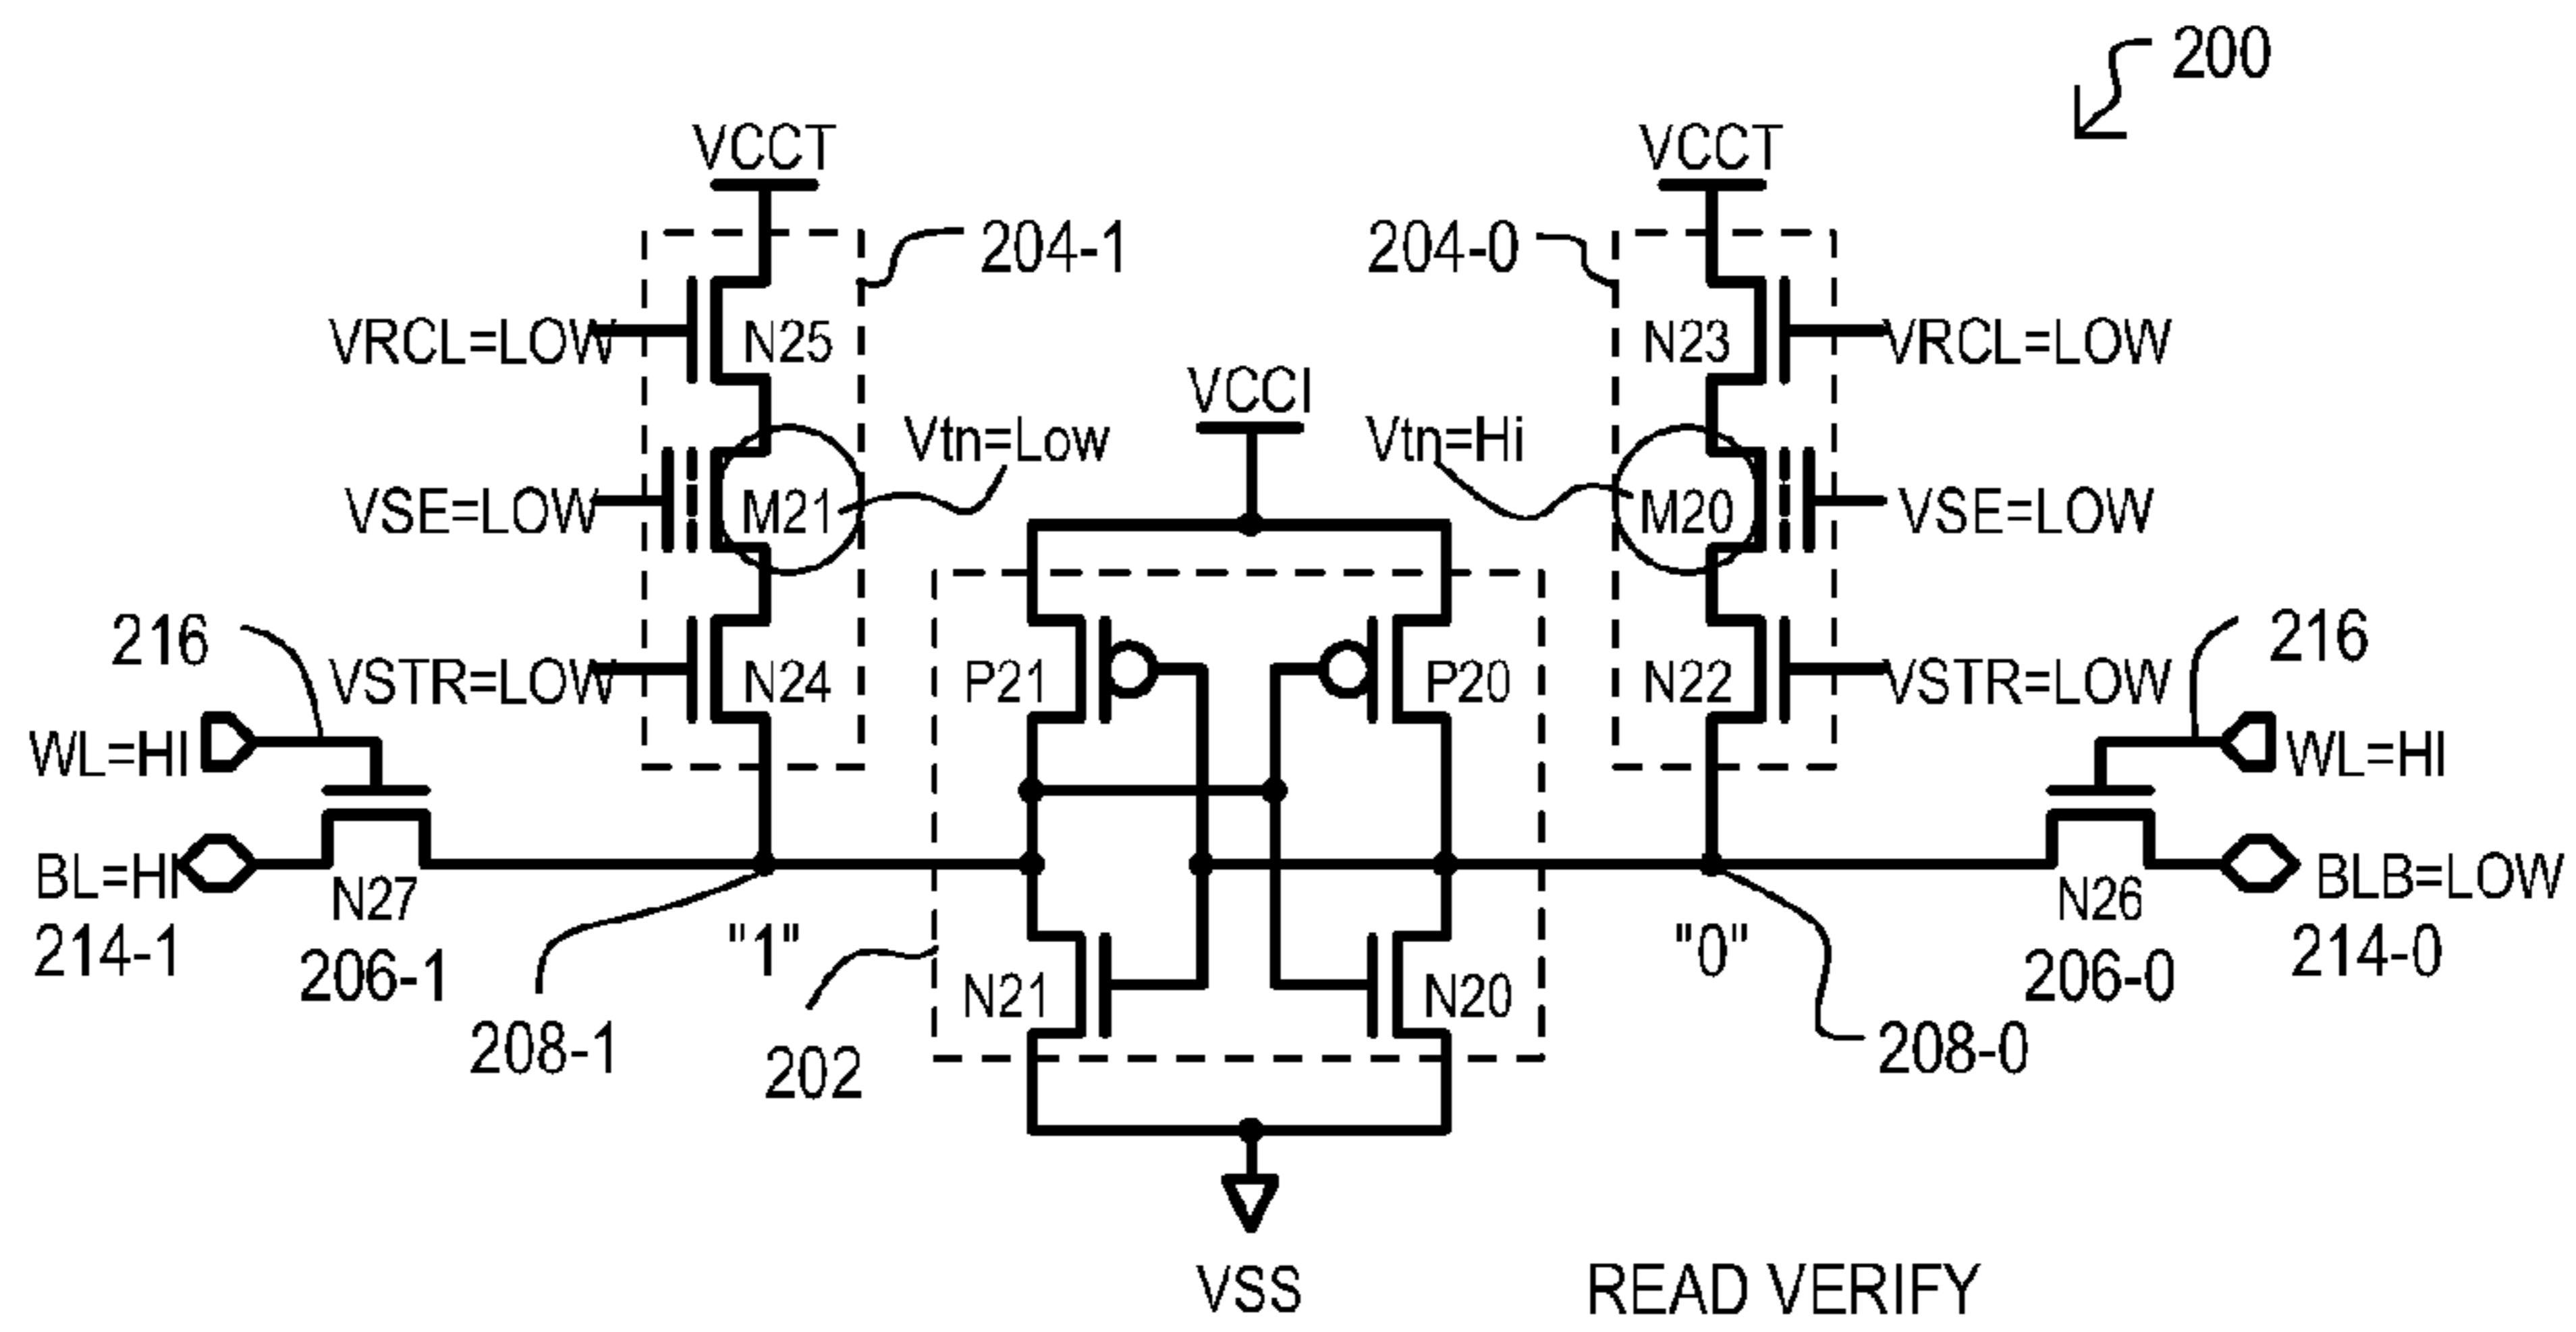 200
VCCT
VCCT
204-1
204-0
VRCL=LOW
N25
N23
VRCL=LOW
VCCI
Vtn=Low
Vtn=Hi
VSE=LOW
M21
M20
VSE=LOW
216
216
VSTR=LOW
N24
P21
P20
N22
VSTR=LOW
WL=HI
WL=HI
BL=HI
N27
N26
BLB=LOW
214-1
206-1
"1"
"0"
206-0
214-0
N21
N20
208-1
202
208-0
VSS
READ VERIFY